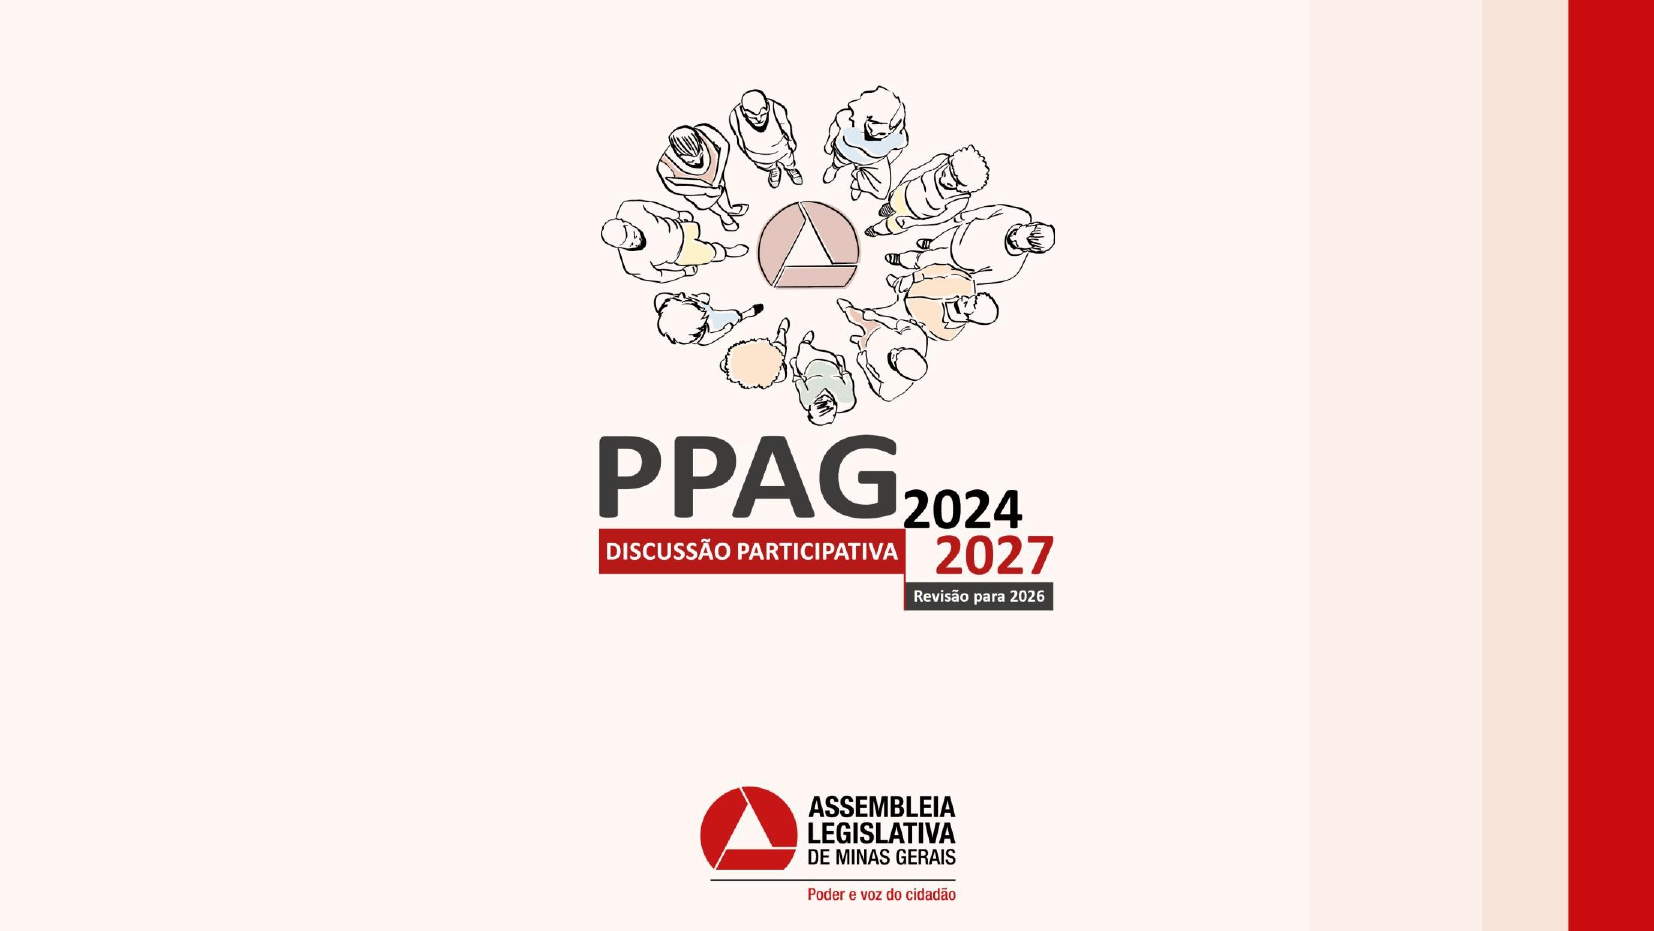 PPAG 2024
DISCUSSÃO PARTICIPATIVA 2027
Revisão para 2026
ASSEMBLEIA
LEGISLATIVA
DE MINAS GERAIS
Poder e voz do cidadão